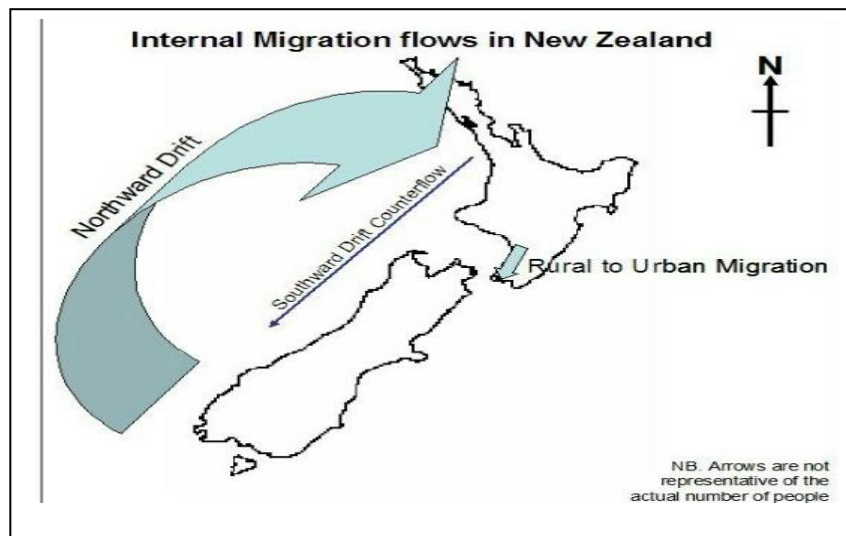 Internal Migration flows in New Zealand
N
Northward Drift
Southward Drift Counterflow
Rural to Urban Migration
NB. Arrows are not
representative of the
actual number of people